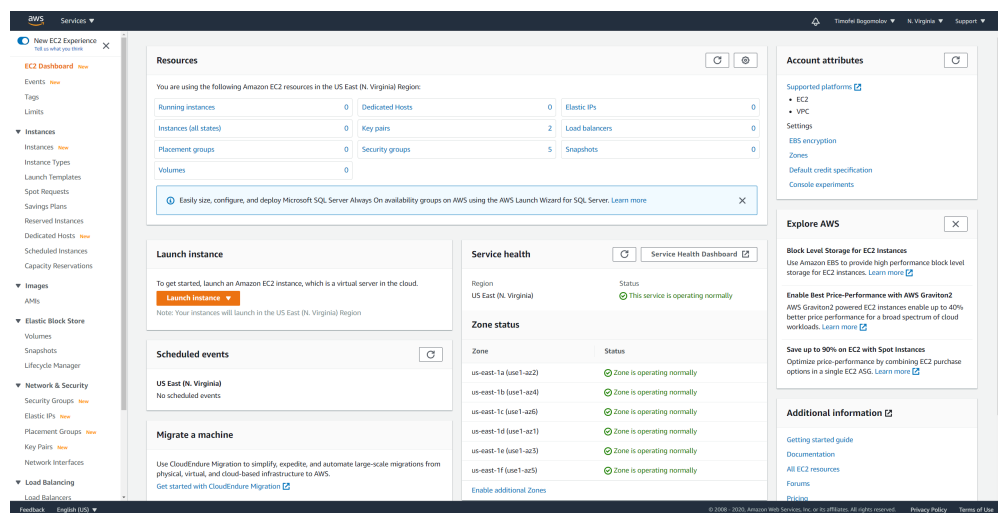 aws Services ▼ Timofei Bogomolov ▼ N. Virginia ▼ Support ▼
New EC2 Experience
Tell us what you think
EC2 Dashboard New
Events New
Tags
Limits
▼ Instances
Instances New
Instance Types
Launch Templates
Spot Requests
Savings Plans
Reserved Instances
Dedicated Hosts New
Scheduled Instances
Capacity Reservations
▼ Images
AMIs
▼ Elastic Block Store
Volumes
Snapshots
Lifecycle Manager
▼ Network & Security
Security Groups New
Elastic IPs New
Placement Groups New
Key Pairs New
Network Interfaces
▼ Load Balancing
Load Balancers
Resources
You are using the following Amazon EC2 resources in the US East (N. Virginia) Region:
Running instances 0 Dedicated Hosts 0 Elastic IPs 0
Instances (all states) 0 Key pairs 2 Load balancers 0
Placement groups 0 Security groups 5 Snapshots 0
Volumes 0
Easily size, configure, and deploy Microsoft SQL Server Always On availability groups on AWS using the AWS Launch Wizard for SQL Server. Learn more
Launch instance
To get started, launch an Amazon EC2 instance, which is a virtual server in the cloud.
Launch instance ▼
Note: Your instances will launch in the US East (N. Virginia) Region
Scheduled events
US East (N. Virginia)
No scheduled events
Migrate a machine
Use CloudEndure Migration to simplify, expedite, and automate large-scale migrations from
physical, virtual, and cloud-based infrastructure to AWS.
Get started with CloudEndure Migration
Service health Service Health Dashboard
Region Status
US East (N. Virginia) This service is operating normally
Zone status
Zone Status
us-east-1a (use1-az2) Zone is operating normally
us-east-1b (use1-az4) Zone is operating normally
us-east-1c (use1-az6) Zone is operating normally
us-east-1d (use1-az1) Zone is operating normally
us-east-1e (use1-az3) Zone is operating normally
us-east-1f (use1-az5) Zone is operating normally
Enable additional Zones
Account attributes
Supported platforms
• EC2
• VPC
Settings
EBS encryption
Zones
Default credit specification
Console experiments
Explore AWS
Block Level Storage for EC2 Instances
Use Amazon EBS to provide high performance block level
storage for EC2 instances. Learn more
Enable Best Price-Performance with AWS Graviton2
AWS Graviton2 powered EC2 instances enable up to 40%
better price performance for a broad spectrum of cloud
workloads. Learn more
Save up to 90% on EC2 with Spot Instances
Optimize price-performance by combining EC2 purchase
options in a single EC2 ASG. Learn more
Additional information
Getting started guide
Documentation
All EC2 resources
Forums
Pricing
Feedback English (US) ▼ © 2008 - 2020, Amazon Web Services, Inc. or its affiliates. All rights reserved. Privacy Policy Terms of Use